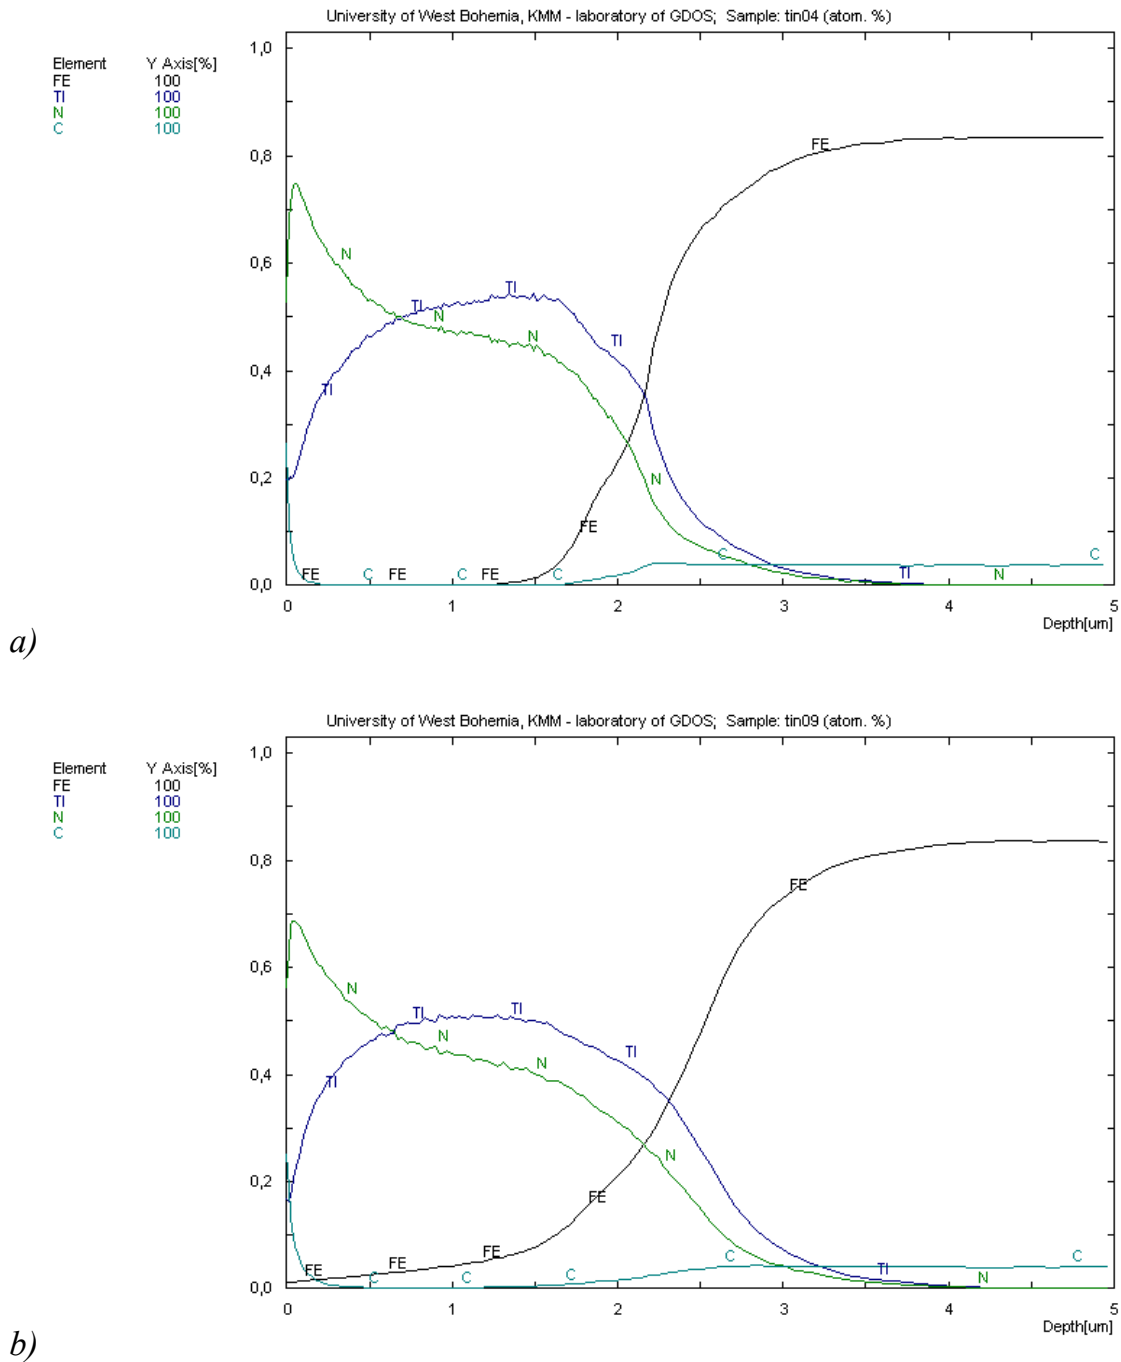 University of West Bohemia, KMM - laboratory of GDOS; Sample: tin04 (atom. %)
Element Y Axis[%]
FE 100
TI 100
N 100
C 100
1,0
0,8
0,6
0,4
0,2
0,0
FE
N
TI
TI
N
N
TI
TI
N
FE
C
C
FE C FE C FE C TI N
0 1 2 3 4 5
Depth[um]
a)
University of West Bohemia, KMM - laboratory of GDOS; Sample: tin09 (atom. %)
Element Y Axis[%]
FE 100
TI 100
N 100
C 100
1,0
0,8
0,6
0,4
0,2
0,0
FE
N
TI
TI
N
TI
N
TI
N
FE
C
C
FE C FE C FE C TI N
0 1 2 3 4 5
Depth[um]
b)